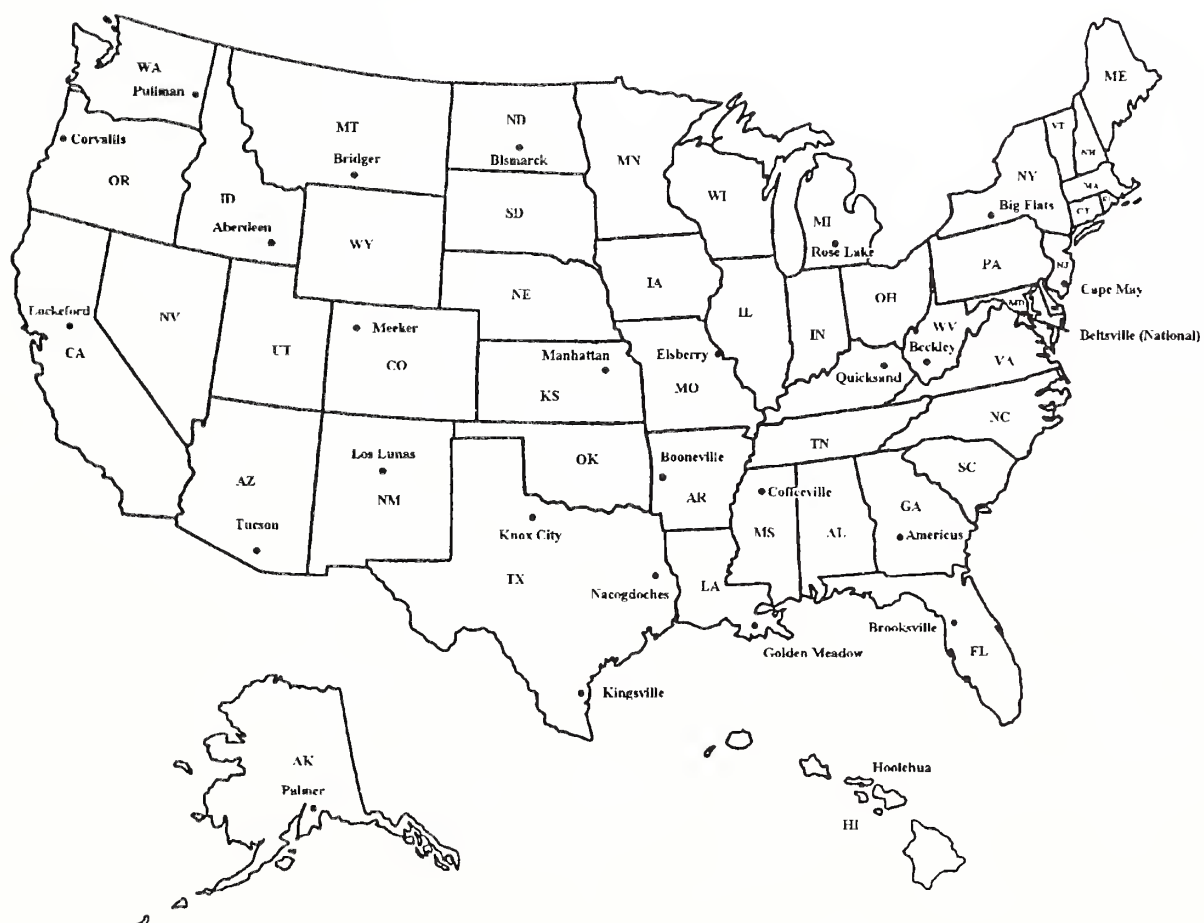 WA
Pullman
ME
MT
ND
VT
Corvallis
Bridger
Bismarck
MN
NH
OR
WI
NY
MA
ID
SD
MI
Big Flats
CT
Aberdeen
WY
Rose Lake
PA
NJ
NE
IA
OH
Cape May
Lockeford
NV
Meeker
IL
IN
MD
WV
Beltsville (National)
CA
UT
CO
Manhattan
Elsberry
Beckley
VA
KS
MO
Quicksand
NC
TN
Los Lunas
OK
Booneville
SC
AZ
NM
AR
Coffeeville
GA
Tucson
Knox City
MS
AL
Americus
TX
Nacogdoches
LA
Brooksville
FL
Golden Meadow
Kingsville
AK
Hoolehua
Palmer
HI